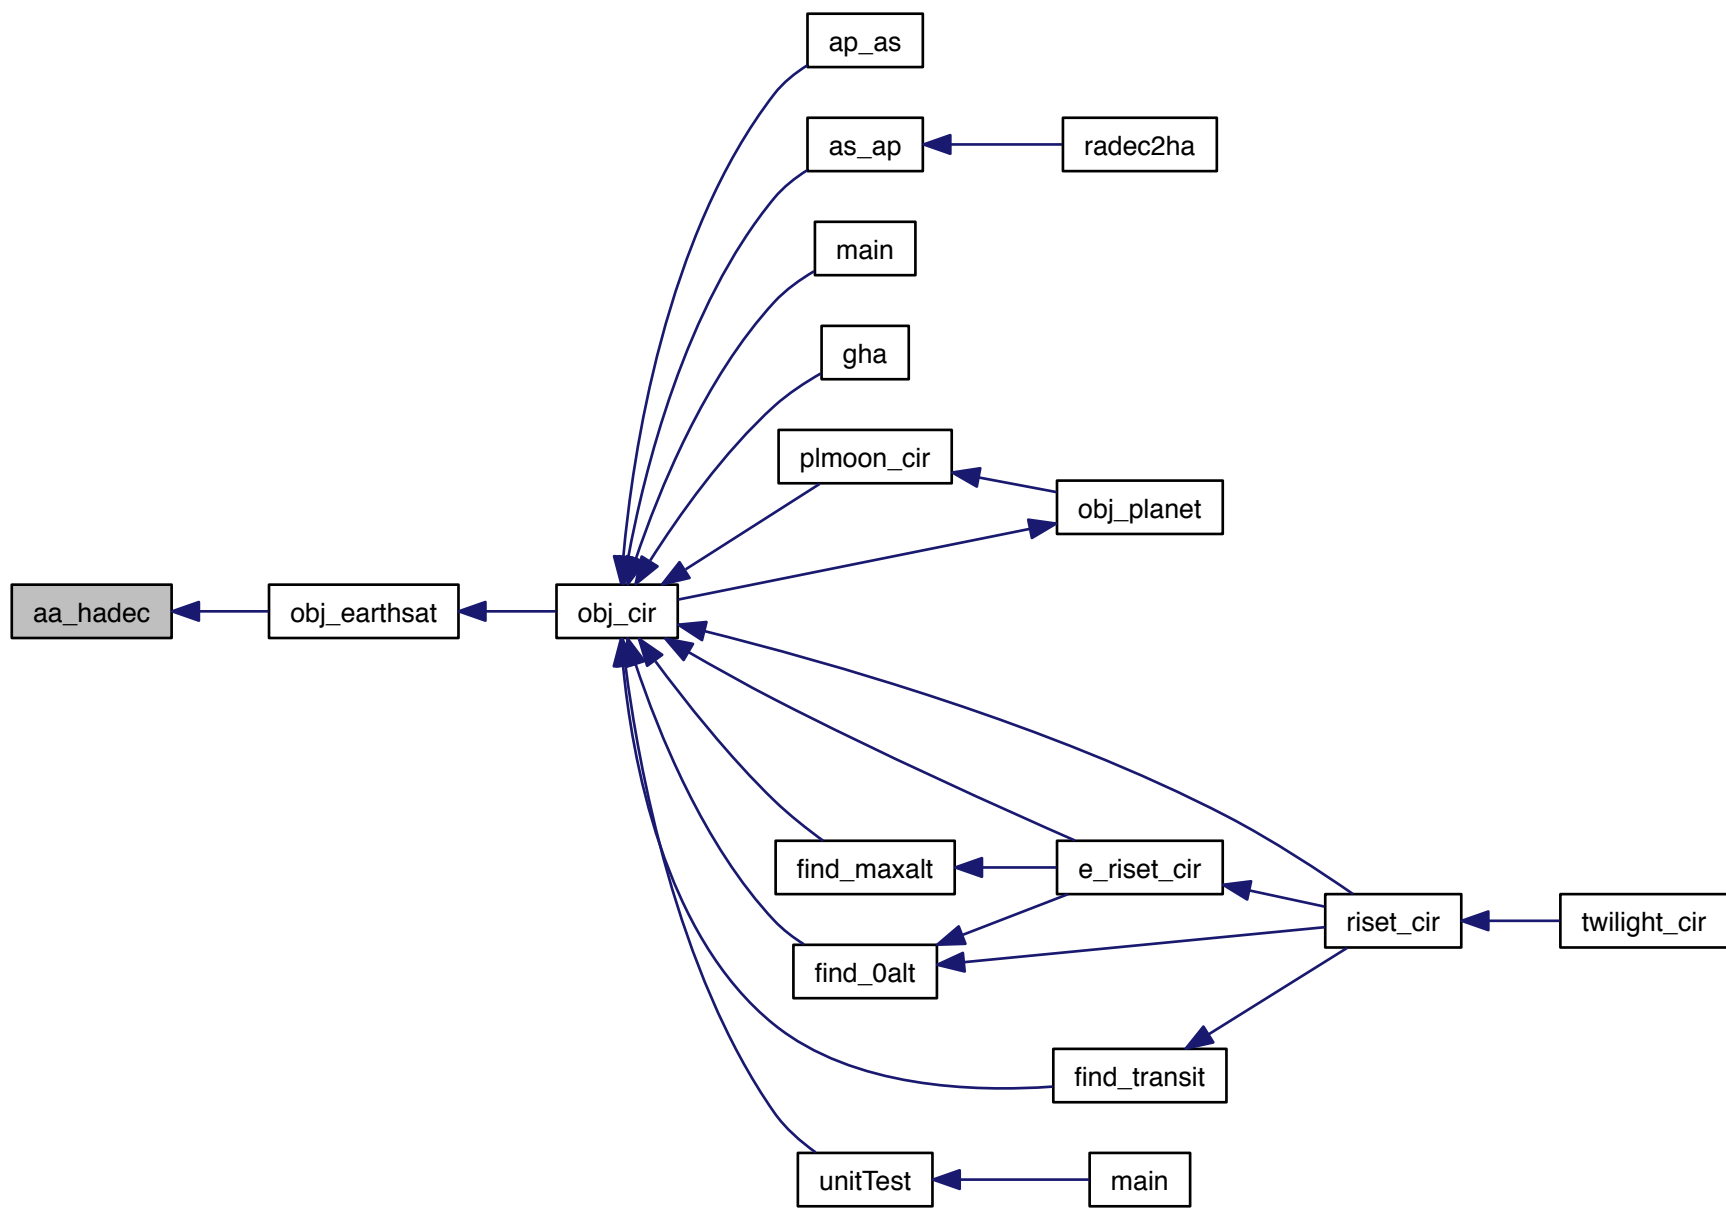 ap_as
as_ap
radec2ha
main
gha
plmoon_cir
obj_planet
aa_hadec
obj_earthsat
obj_cir
find_maxalt
e_riset_cir
riset_cir
twilight_cir
find_0alt
find_transit
unitTest
main